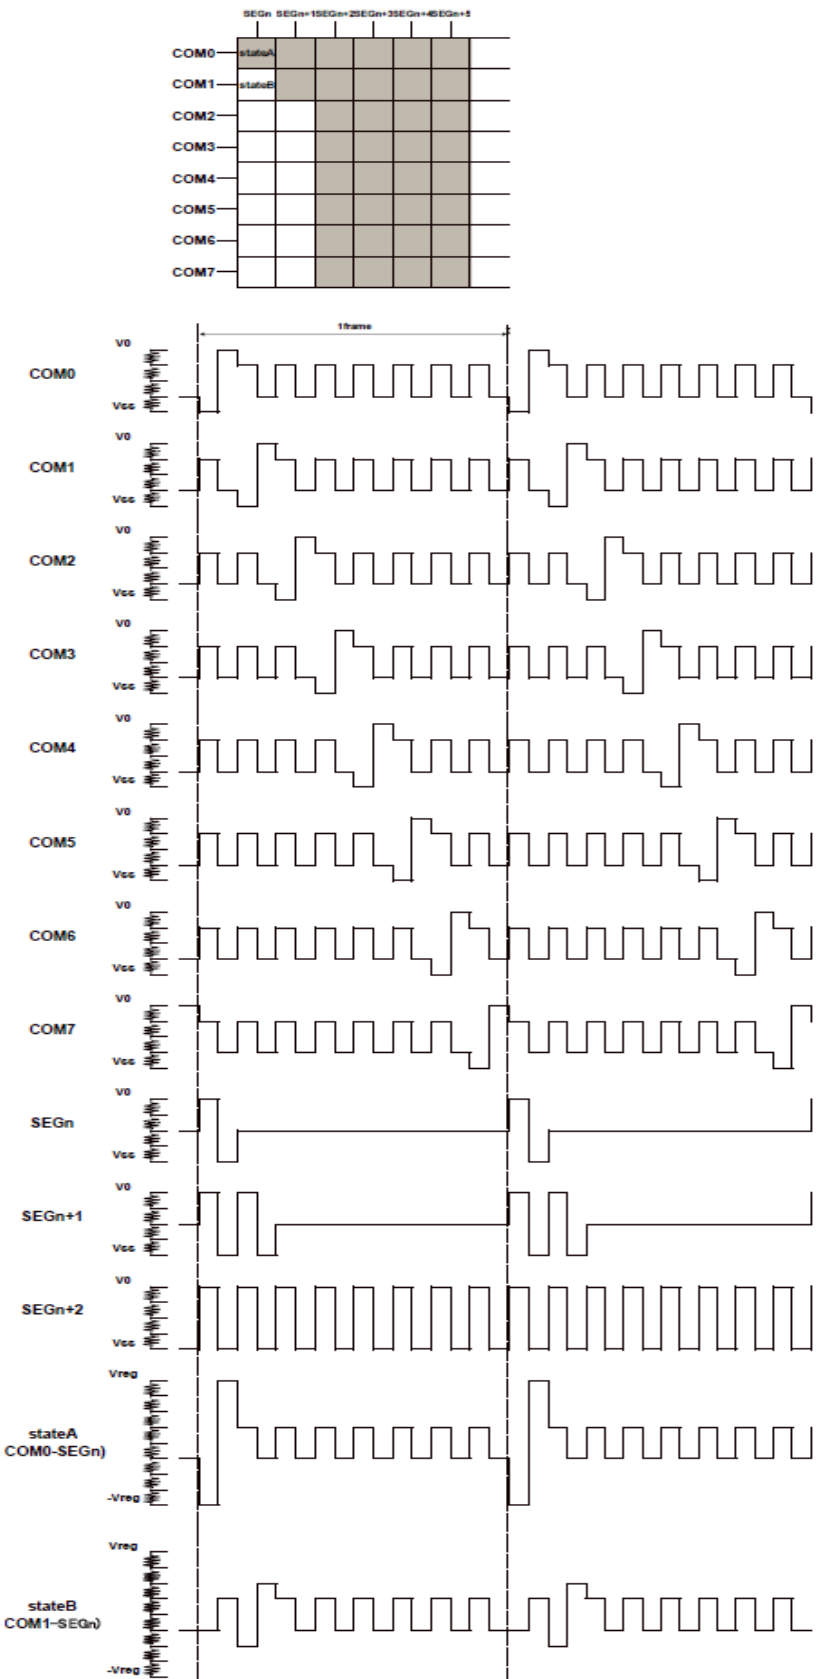 SEGn SEGn+1SEGn+2SEGn+3SEGn+4SEGn+5
COM0 stateA
COM1 stateB
COM2
COM3
COM4
COM5
COM6
COM7
1frame
V0
COM0
Vss
V0
COM1
Vss
V0
COM2
Vss
V0
COM3
Vss
V0
COM4
Vss
V0
COM5
Vss
V0
COM6
Vss
V0
COM7
Vss
V0
SEGn
Vss
V0
SEGn+1
Vss
V0
SEGn+2
Vss
Vreg
stateA
COM0-SEGn)
-Vreg
Vreg
stateB
COM1-SEGn)
-Vreg